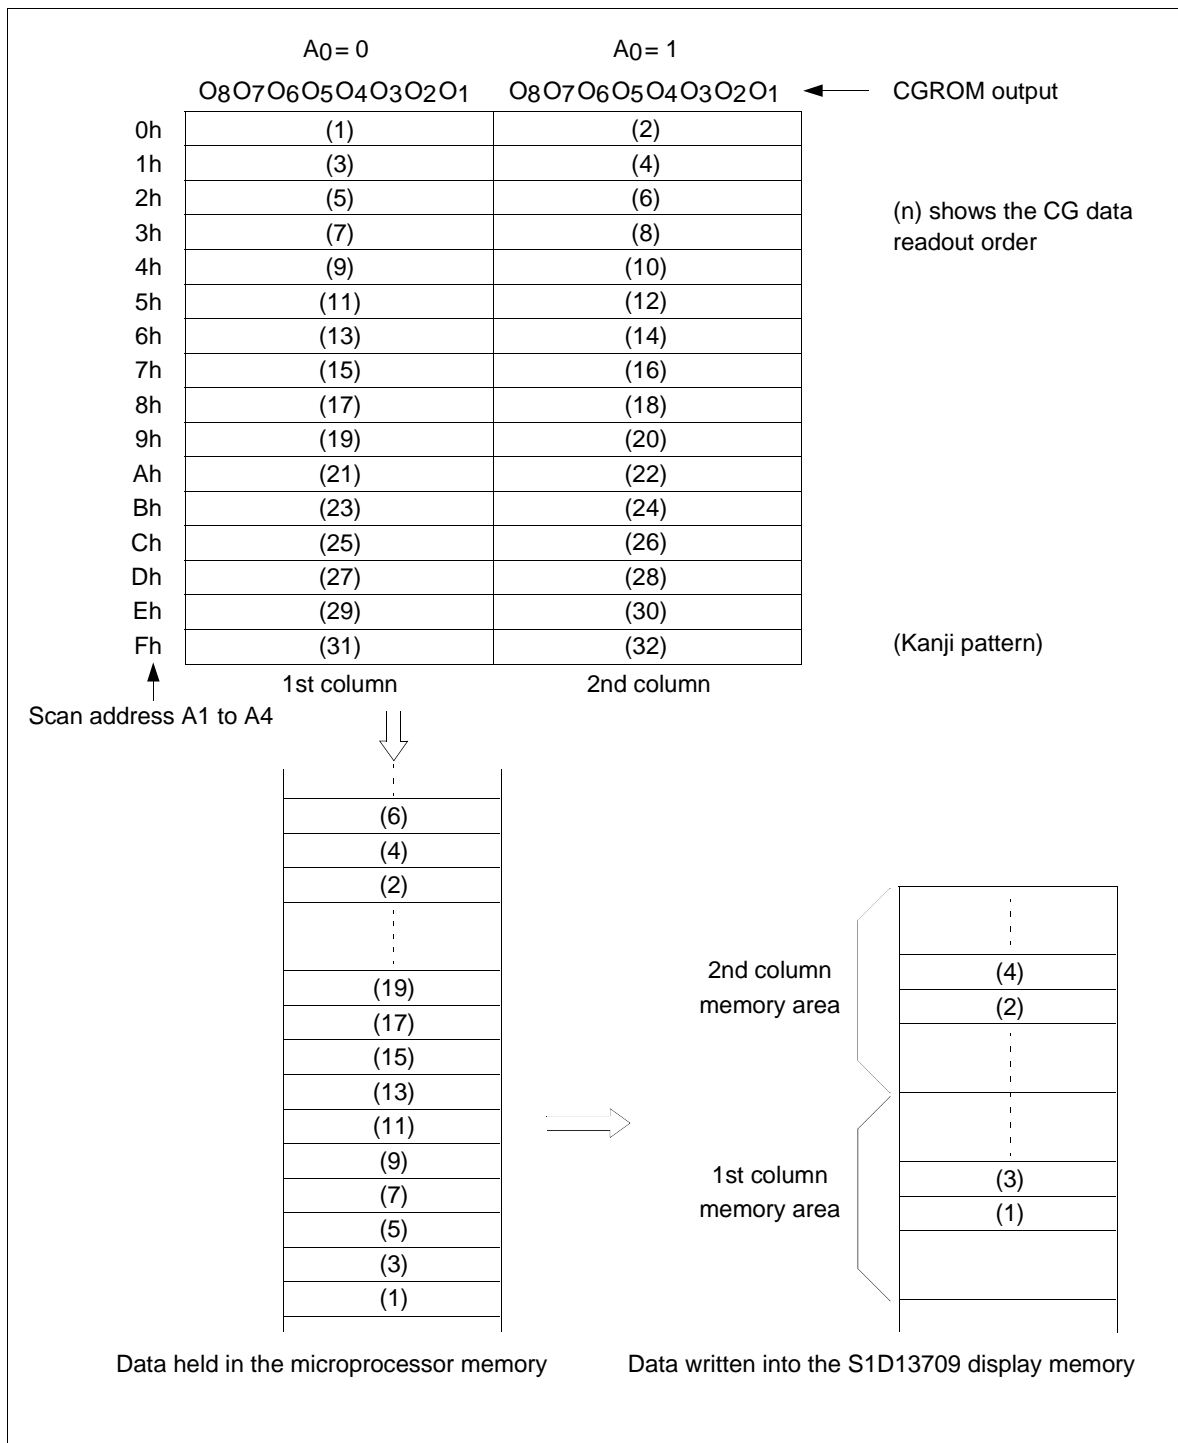 A0 = 0 A0 = 1
O8O7O6O5O4O3O2O1 O8O7O6O5O4O3O2O1 CGROM output
0h (1) (2)
1h (3) (4)
2h (5) (6)
(n) shows the CG data
readout order
3h (7) (8)
4h (9) (10)
5h (11) (12)
6h (13) (14)
7h (15) (16)
8h (17) (18)
9h (19) (20)
Ah (21) (22)
Bh (23) (24)
Ch (25) (26)
Dh (27) (28)
Eh (29) (30)
Fh (31) (32) (Kanji pattern)
1st column 2nd column
Scan address A1 to A4
(6)
(4)
(2)
(19)
(17)
(15)
(13)
(11)
(9)
(7)
(5)
(3)
(1)
Data held in the microprocessor memory
2nd column
memory area
(4)
(2)
1st column
memory area
(3)
(1)
Data written into the S1D13709 display memory